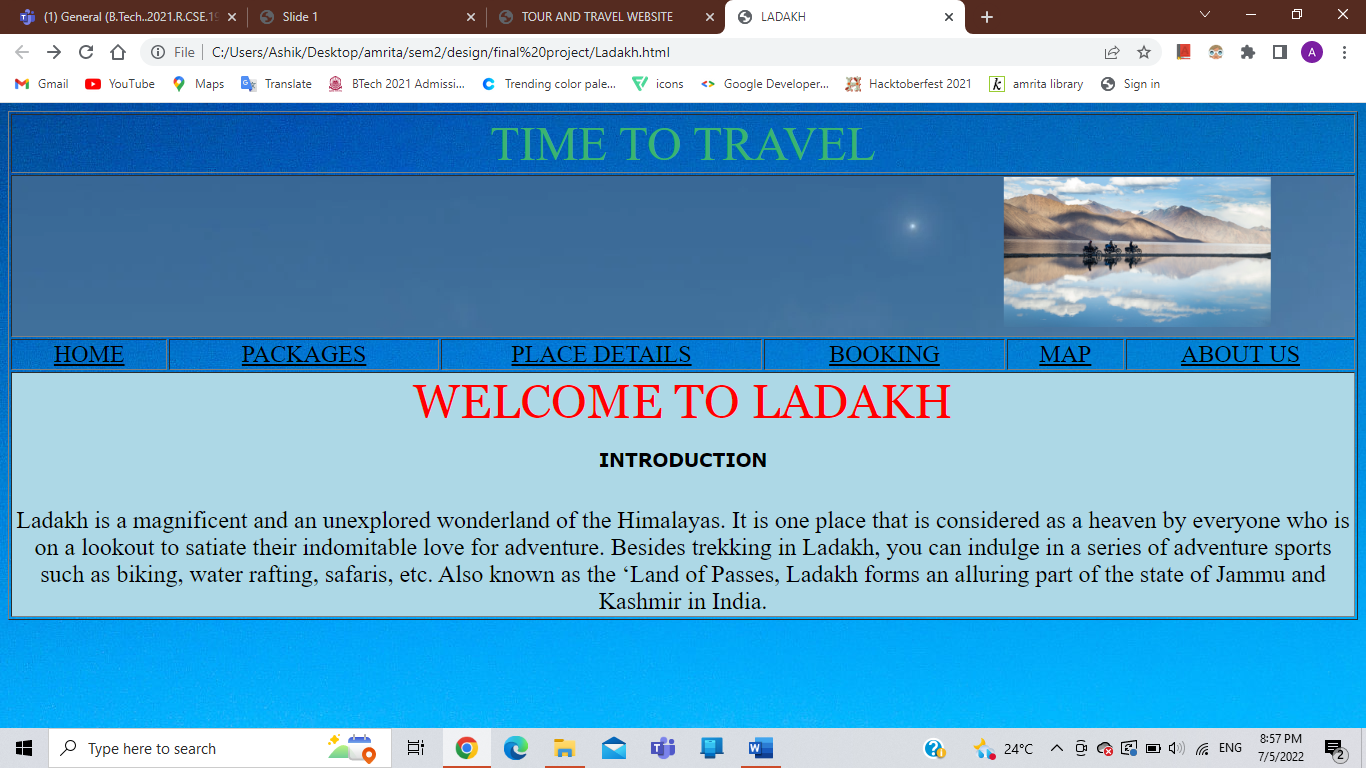 (1) General (B.Tech..2021.R.CSE.19
Slide 1
TOUR AND TRAVEL WEBSITE
LADAKH
File
C:/Users/Ashik/Desktop/amrita/sem2/design/final%20project/Ladakh.html
A
Gmail
YouTube
Maps
Translate
BTech 2021 Admissi...
Trending color pale...
icons
Google Developer...
Hacktoberfest 2021
amrita library
Sign in
TIME TO TRAVEL
HOME
PACKAGES
PLACE DETAILS
BOOKING
MAP
ABOUT US
WELCOME TO LADAKH
INTRODUCTION
Ladakh is a magnificent and an unexplored wonderland of the Himalayas. It is one place that is considered as a heaven by everyone who is
on a lookout to satiate their indomitable love for adventure. Besides trekking in Ladakh, you can indulge in a series of adventure sports
such as biking, water rafting, safaris, etc. Also known as the ‘Land of Passes, Ladakh forms an alluring part of the state of Jammu and
Kashmir in India.
Type here to search
24°C
ENG
8:57 PM
7/5/2022
2